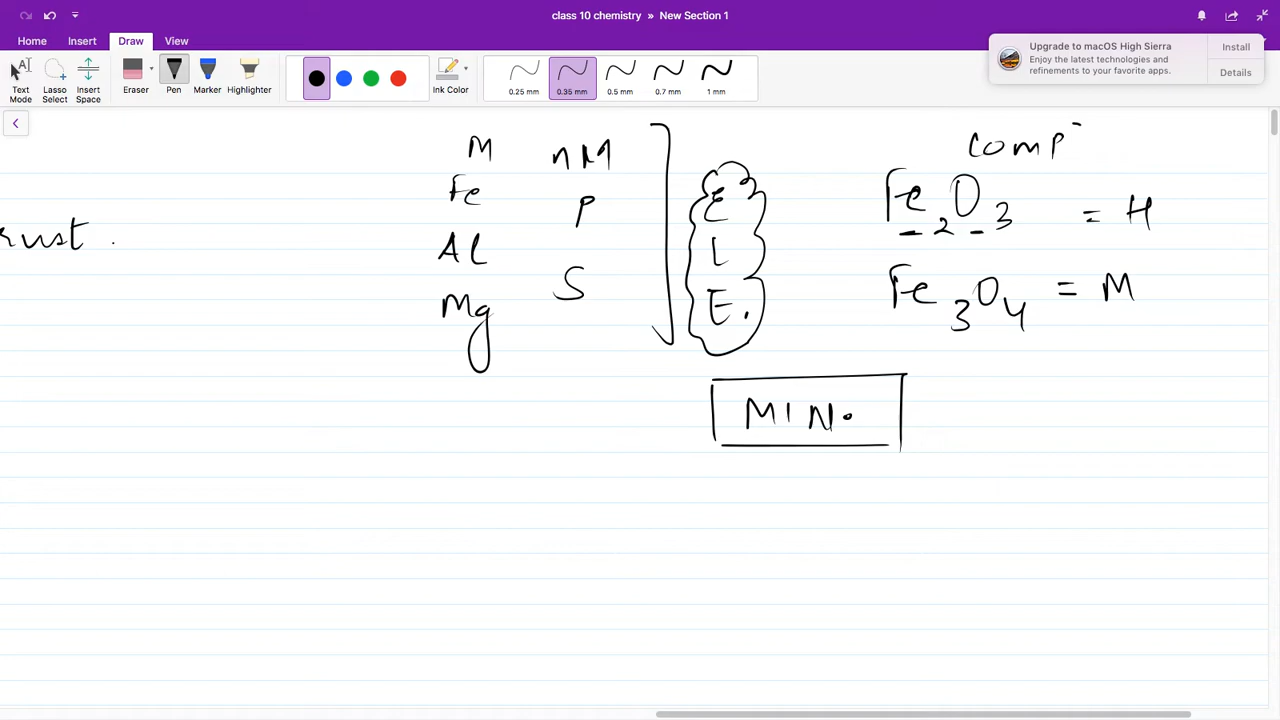 class 10 chemistry » New Section 1
Home Insert Draw View
Upgrade to macOS High Sierra
Enjoy the latest technologies and
refinements to your favorite apps.
Install
Details
Text
Mode
Lasso
Select
Insert
Space
Eraser
Pen
Marker
Highlighter
Ink Color
0.25 mm
0.35 mm
0.5 mm
0.7 mm
1 mm
rust.
M nM
Fe P
Al S
Mg
E
L
E.
comp
Fe2O3 = H
Fe3O4 = M
MIN.